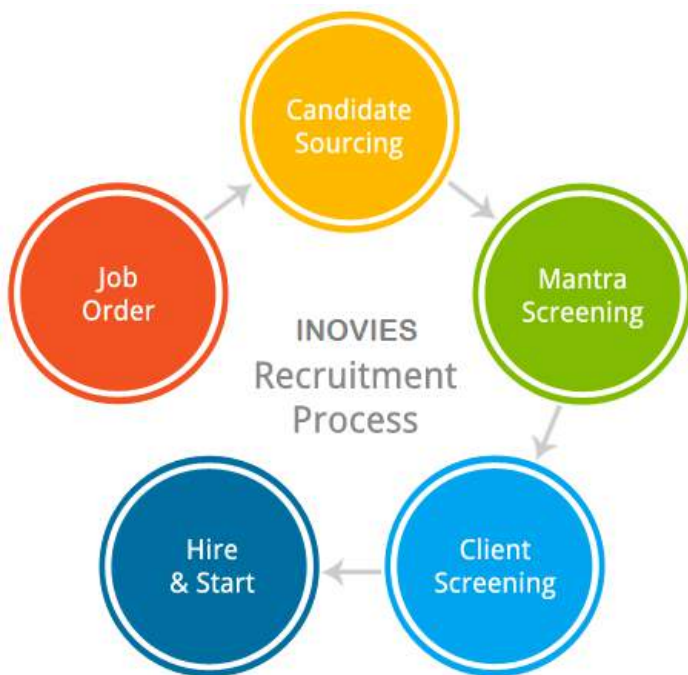 Candidate
Sourcing
Job
Order
Mantra
Screening
INOVIES
Recruitment
Process
Hire
& Start
Client
Screening